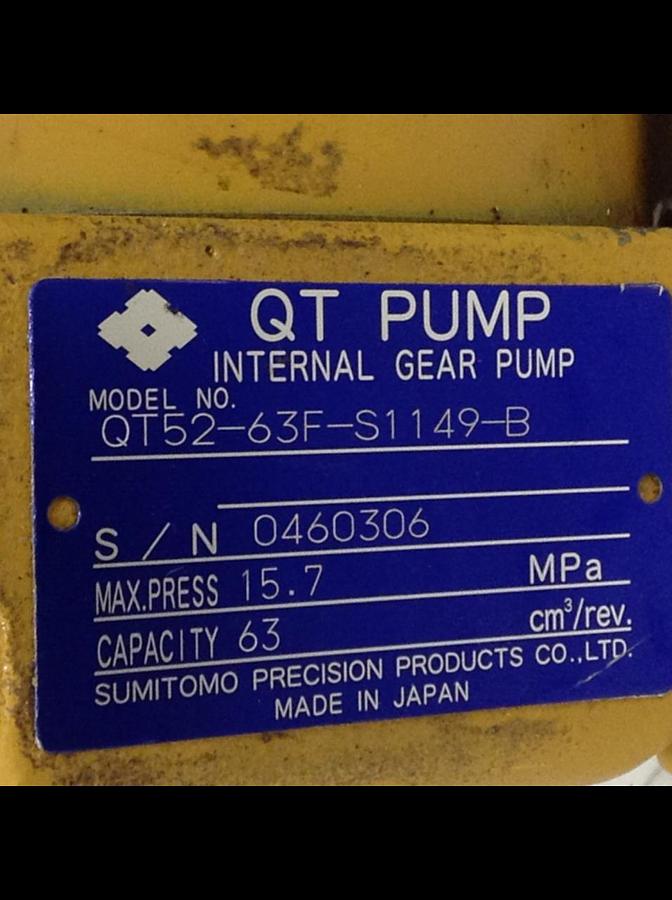 QT PUMP
INTERNAL GEAR PUMP
MODEL NO.
QT52-63F-S1149-B
S/N 0460306
MAX.PRESS 15.7 MPa
CAPACITY 63 cm³/rev.
SUMITOMO PRECISION PRODUCTS CO.,LTD.
MADE IN JAPAN